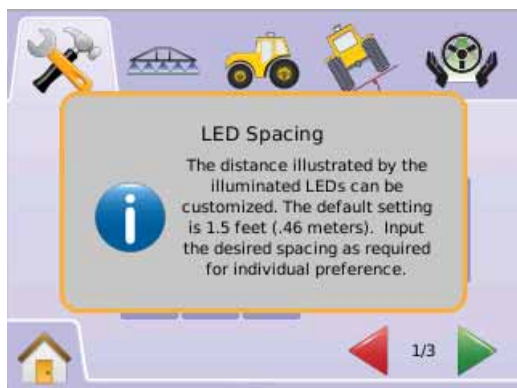 LED Spacing
The distance illustrated by the
illuminated LEDs can be
customized. The default setting
is 1.5 feet (.46 meters).  Input
the desired spacing as required
for individual preference.
1/3